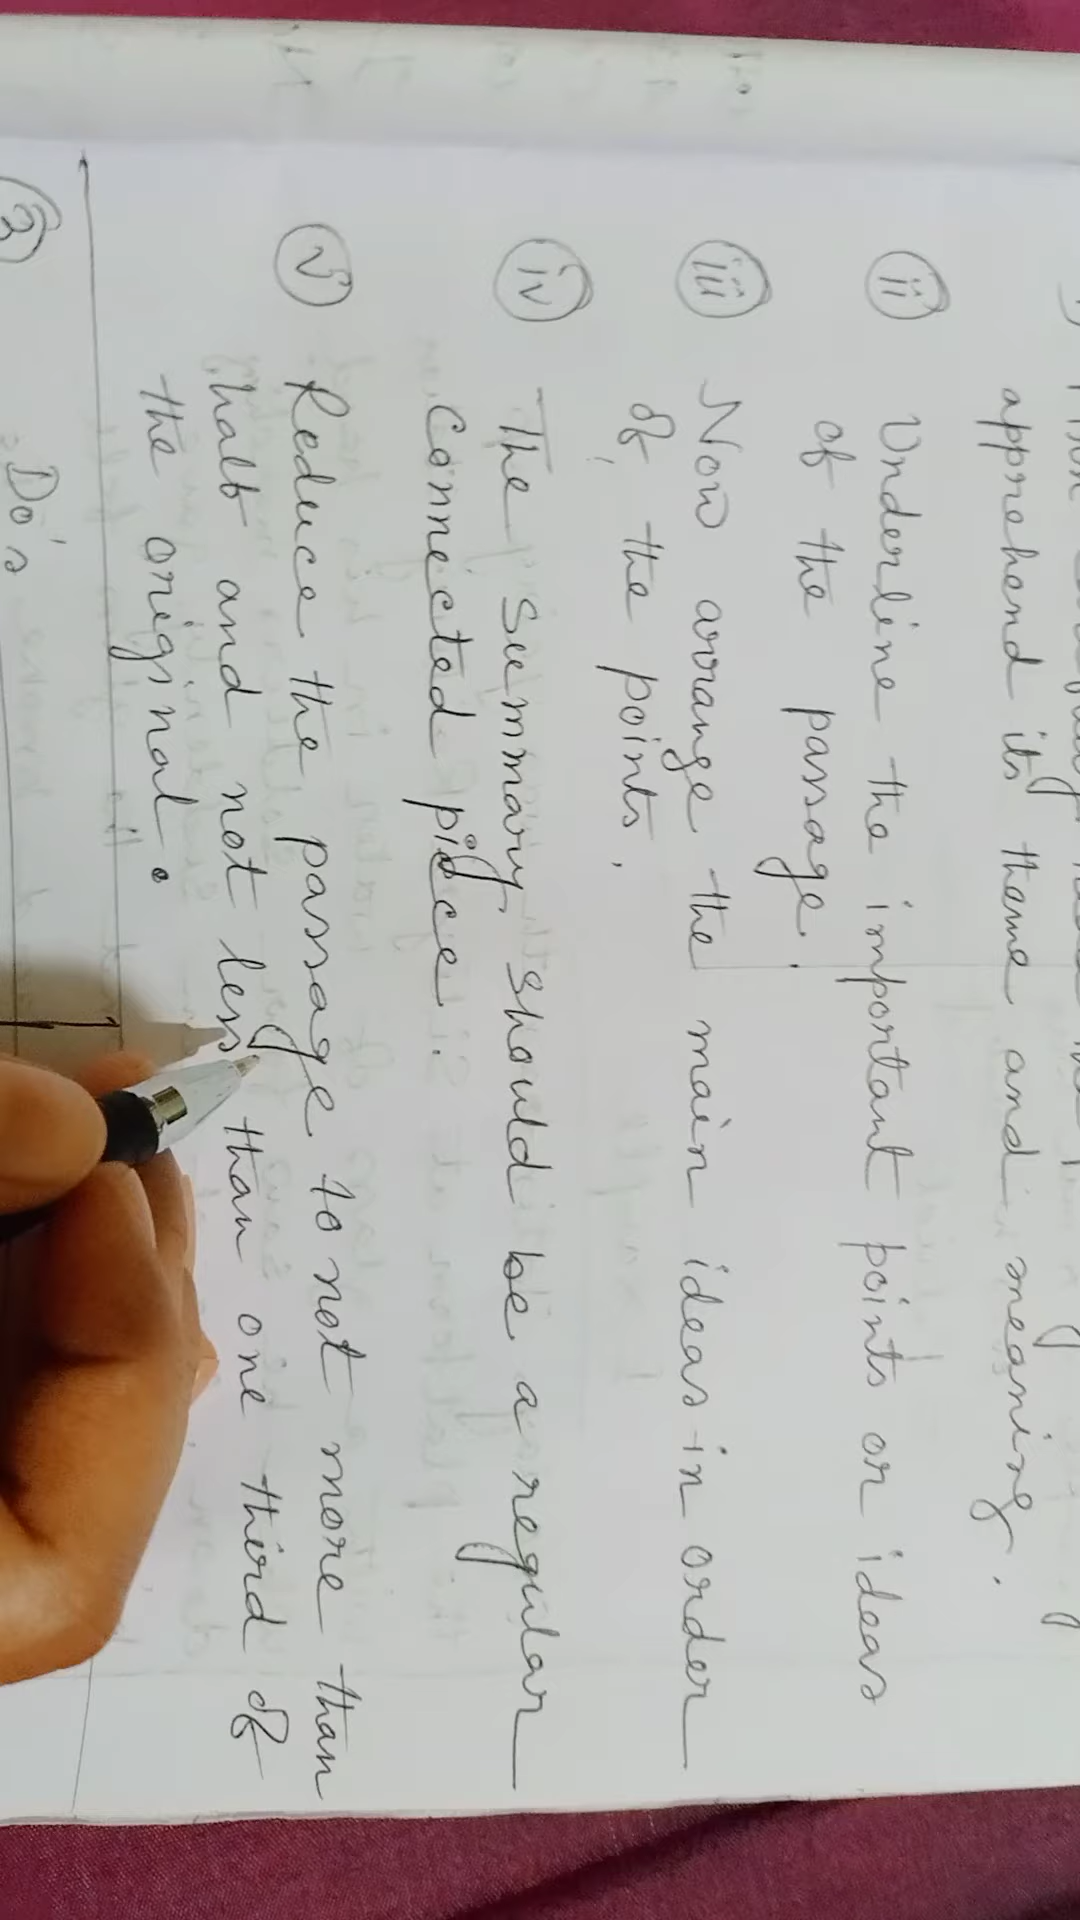 apprehend its theme and meaning.
ii Underline the important points or ideas
of the passage.
iii Now arrange the main ideas in order
of the points.
iv The summary should be a regular
connected piece.
v Reduce the passage to not more than
half and not less than one third of
the original.
3 Do's